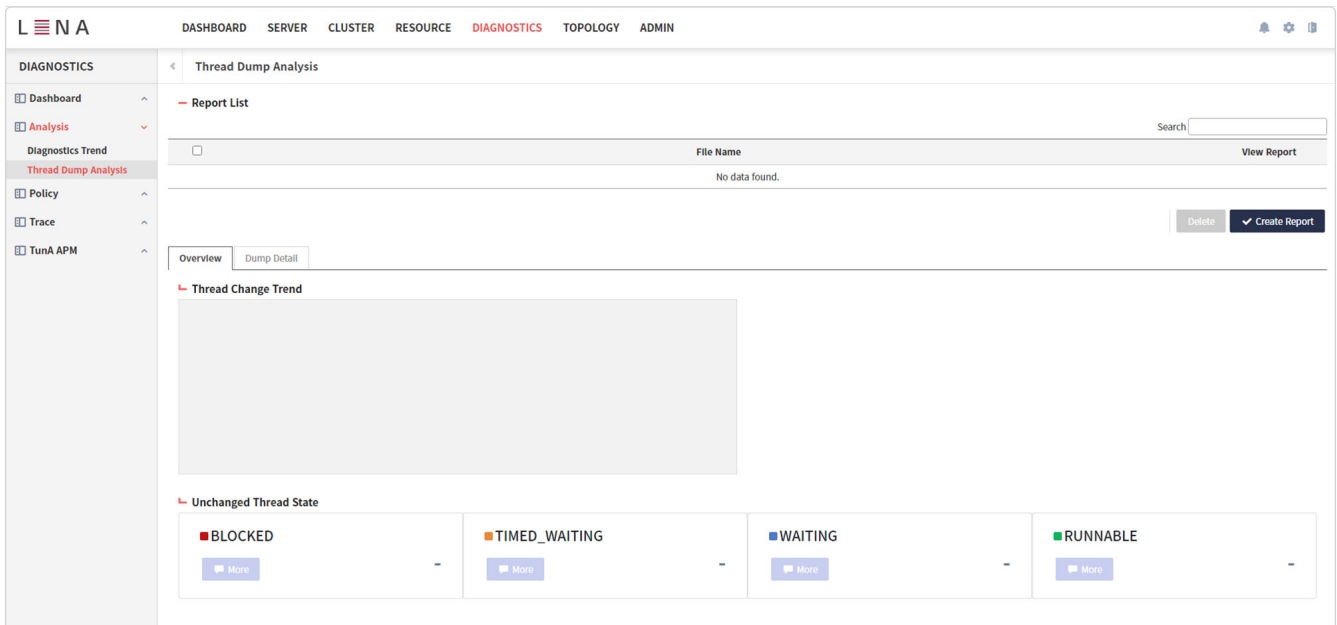 LENA
DASHBOARD SERVER CLUSTER RESOURCE DIAGNOSTICS TOPOLOGY ADMIN
DIAGNOSTICS
Dashboard
Analysis
Diagnostics Trend
Thread Dump Analysis
Policy
Trace
TunA APM
Thread Dump Analysis
Report List
Search
File Name View Report
No data found.
Delete Create Report
Overview Dump Detail
Thread Change Trend
Unchanged Thread State
BLOCKED TIMED_WAITING WAITING RUNNABLE
More - More - More - More -